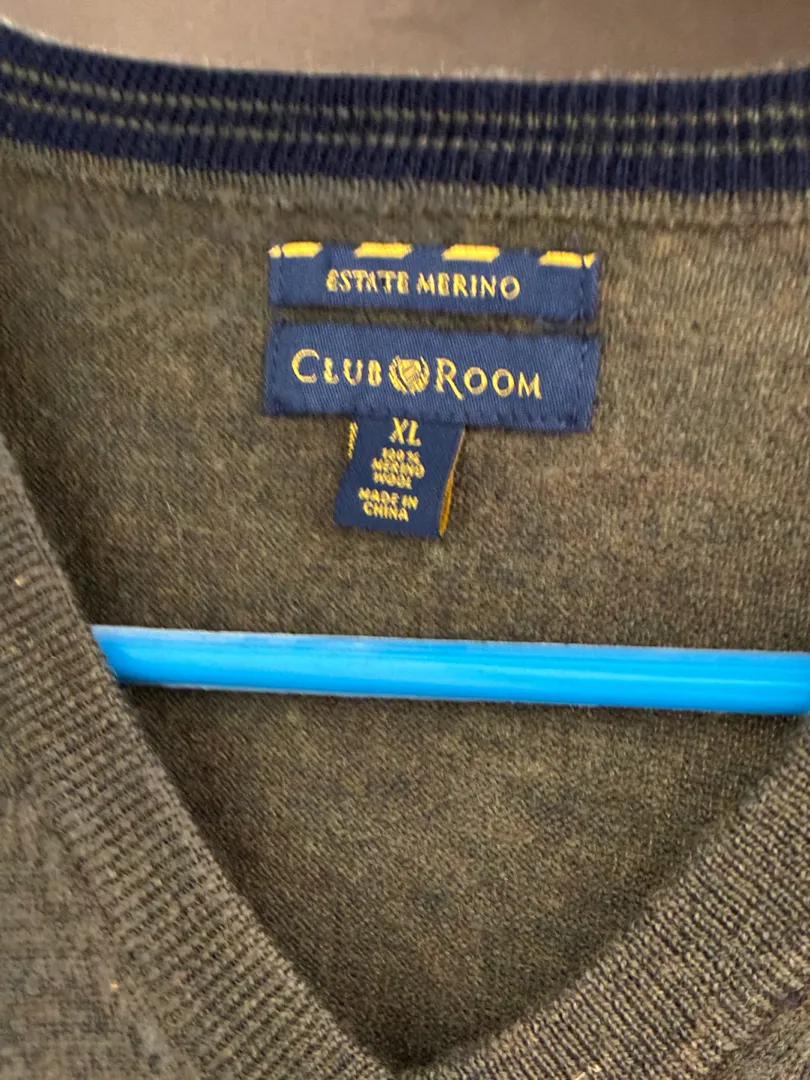 ESTATE MERINO
CLUB ROOM
XL
100%
MERINO
WOOL
MADE IN
CHINA